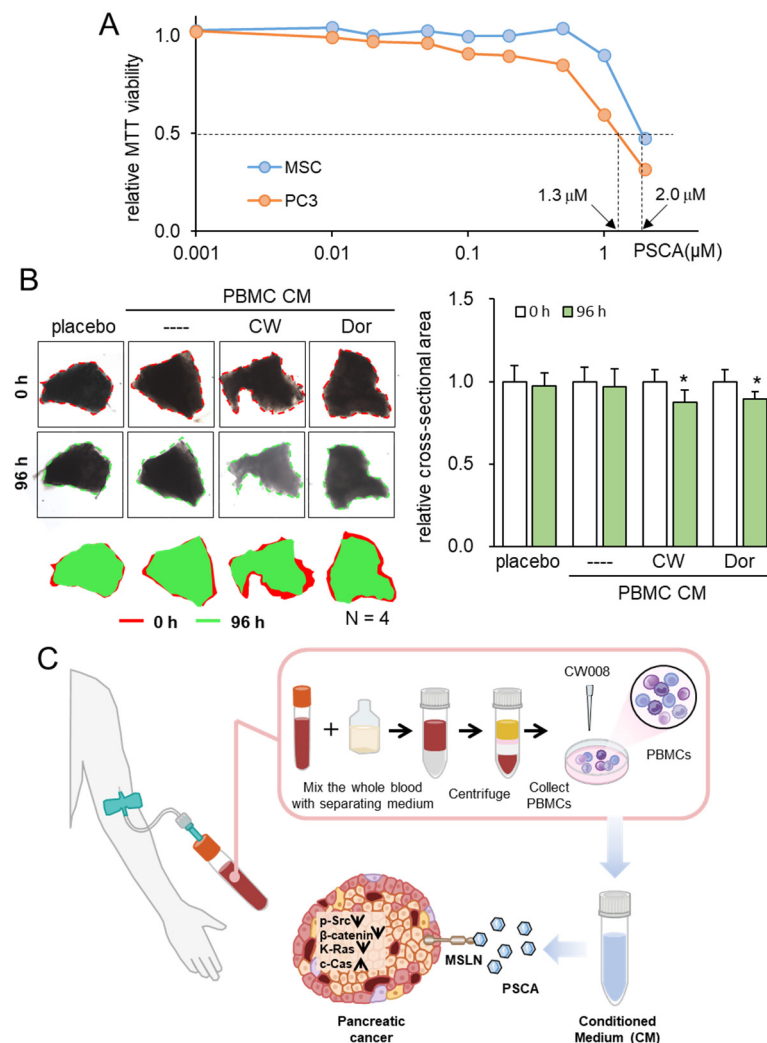 A
relative MTT viability
1.0
0.5
0.0
MSC
PC3
1.3 µM
2.0 µM
0.001
0.01
0.1
1
PSCA(µM)
B
PBMC CM
placebo
----
CW
Dor
0 h
96 h
0 h
96 h
N = 4
relative cross-sectional area
1.5
1.0
0.5
0.0
0 h
96 h
*
*
placebo
----
CW
Dor
PBMC CM
C
CW008
+
PBMCs
Mix the whole blood
with separating medium
Centrifuge
Collect
PBMCs
p-Src
β-catenin
K-Ras
c-Cas
MSLN
PSCA
Pancreatic
cancer
Conditioned
Medium (CM)